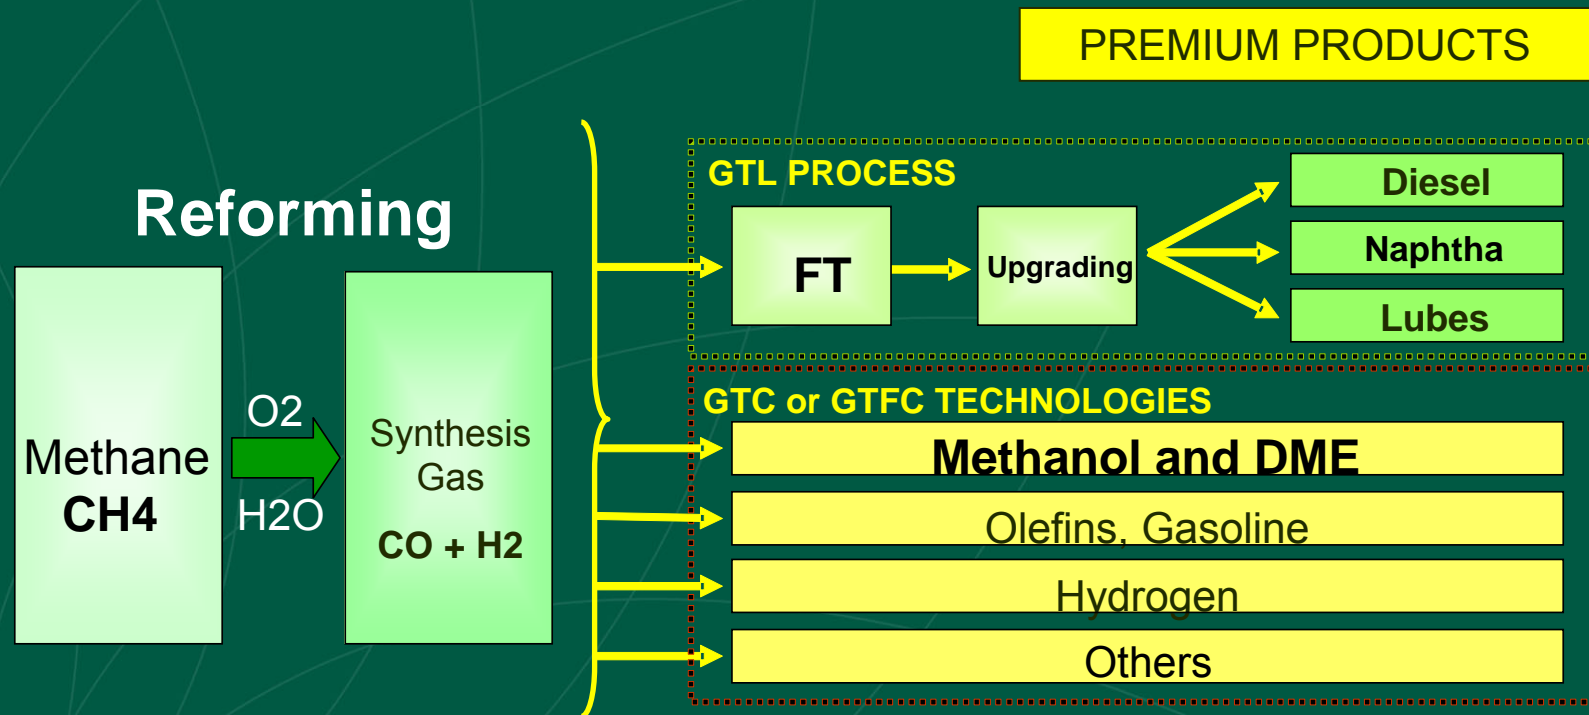 PREMIUM PRODUCTS
Reforming
Methane
CH4
O2
H2O
Synthesis
Gas
CO + H2
GTL PROCESS
FT
Upgrading
Diesel
Naphtha
Lubes
GTC or GTFC TECHNOLOGIES
Methanol and DME
Olefins, Gasoline
Hydrogen
Others